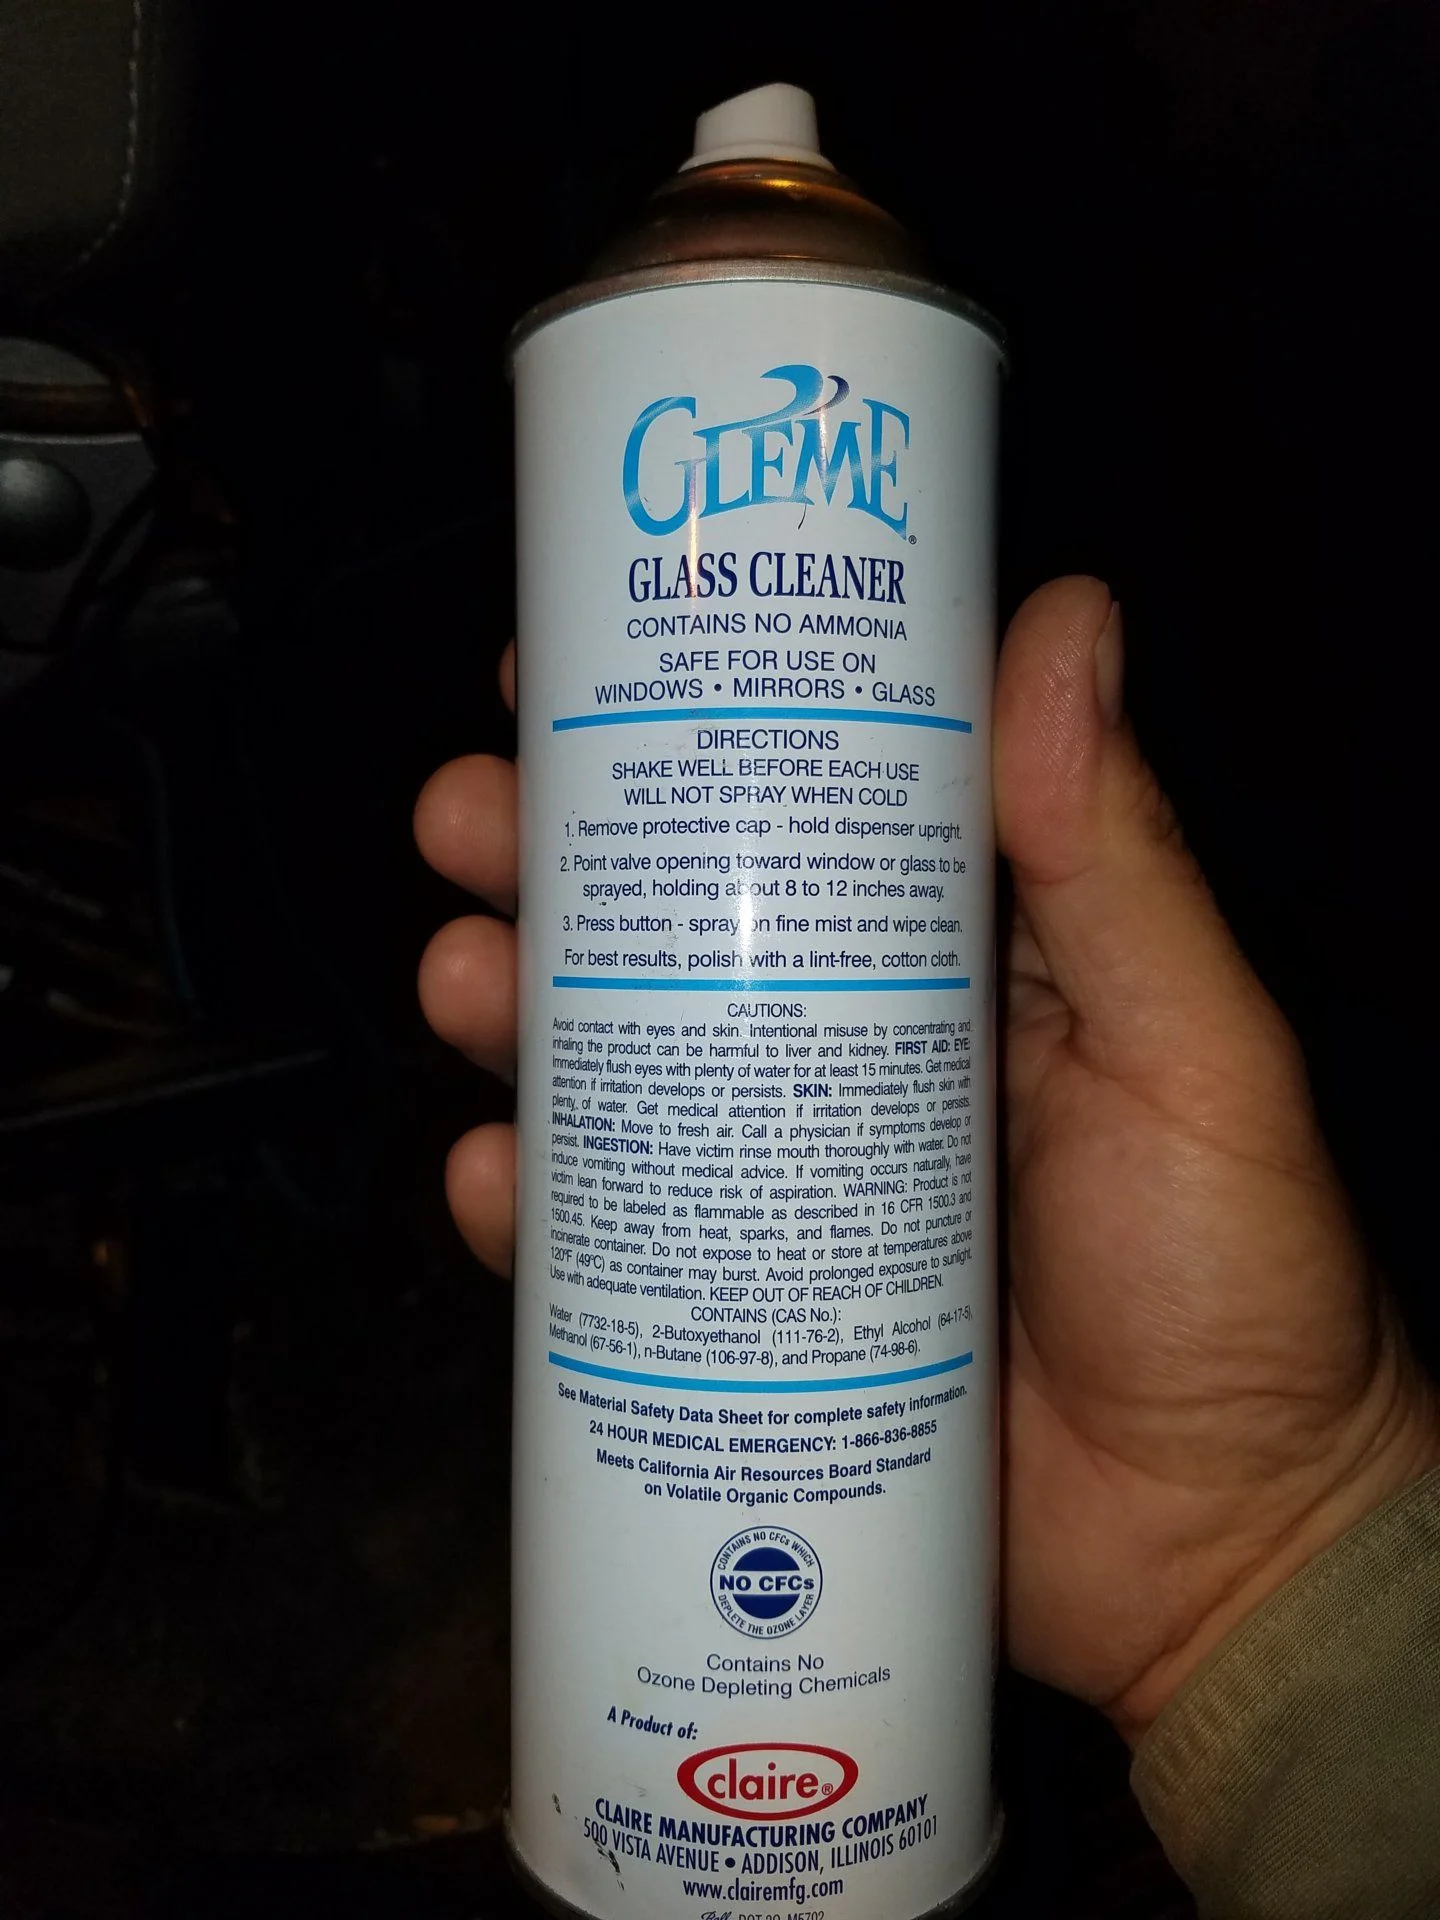 GLEME®
GLASS CLEANER
CONTAINS NO AMMONIA
SAFE FOR USE ON
WINDOWS • MIRRORS • GLASS
DIRECTIONS
SHAKE WELL BEFORE EACH USE
WILL NOT SPRAY WHEN COLD
1. Remove protective cap - hold dispenser upright.
2. Point valve opening toward window or glass to be
sprayed, holding about 8 to 12 inches away.
3. Press button - spray on fine mist and wipe clean.
For best results, polish with a lint-free, cotton cloth.
CAUTIONS:
Avoid contact with eyes and skin. Intentional misuse by concentrating and
inhaling the product can be harmful to liver and kidney. FIRST AID: EYE:
Immediately flush eyes with plenty of water for at least 15 minutes. Get medical
attention if irritation develops or persists. SKIN: Immediately flush skin with
plenty of water. Get medical attention if irritation develops or persists.
INHALATION: Move to fresh air. Call a physician if symptoms develop or
persist. INGESTION: Have victim rinse mouth thoroughly with water. Do not
induce vomiting without medical advice. If vomiting occurs naturally, have
victim lean forward to reduce risk of aspiration. WARNING: Product is not
required to be labeled as flammable as described in 16 CFR 1500.3 and
1500.45. Keep away from heat, sparks, and flames. Do not puncture or
incinerate container. Do not expose to heat or store at temperatures above
120°F (49°C) as container may burst. Avoid prolonged exposure to sunlight.
Use with adequate ventilation. KEEP OUT OF REACH OF CHILDREN.
CONTAINS (CAS No.):
Water (7732-18-5), 2-Butoxyethanol (111-76-2), Ethyl Alcohol (64-17-5),
Methanol (67-56-1), n-Butane (106-97-8), and Propane (74-98-6).
See Material Safety Data Sheet for complete safety information.
24 HOUR MEDICAL EMERGENCY: 1-866-836-8855
Meets California Air Resources Board Standard
on Volatile Organic Compounds.
CONTAINS NO CFCs WHICH
NO CFCs
DEPLETE THE OZONE LAYER
Contains No
Ozone Depleting Chemicals
A Product of:
claire®
CLAIRE MANUFACTURING COMPANY
500 VISTA AVENUE • ADDISON, ILLINOIS 60101
www.clairemfg.com
Ball DOT 2Q M5702